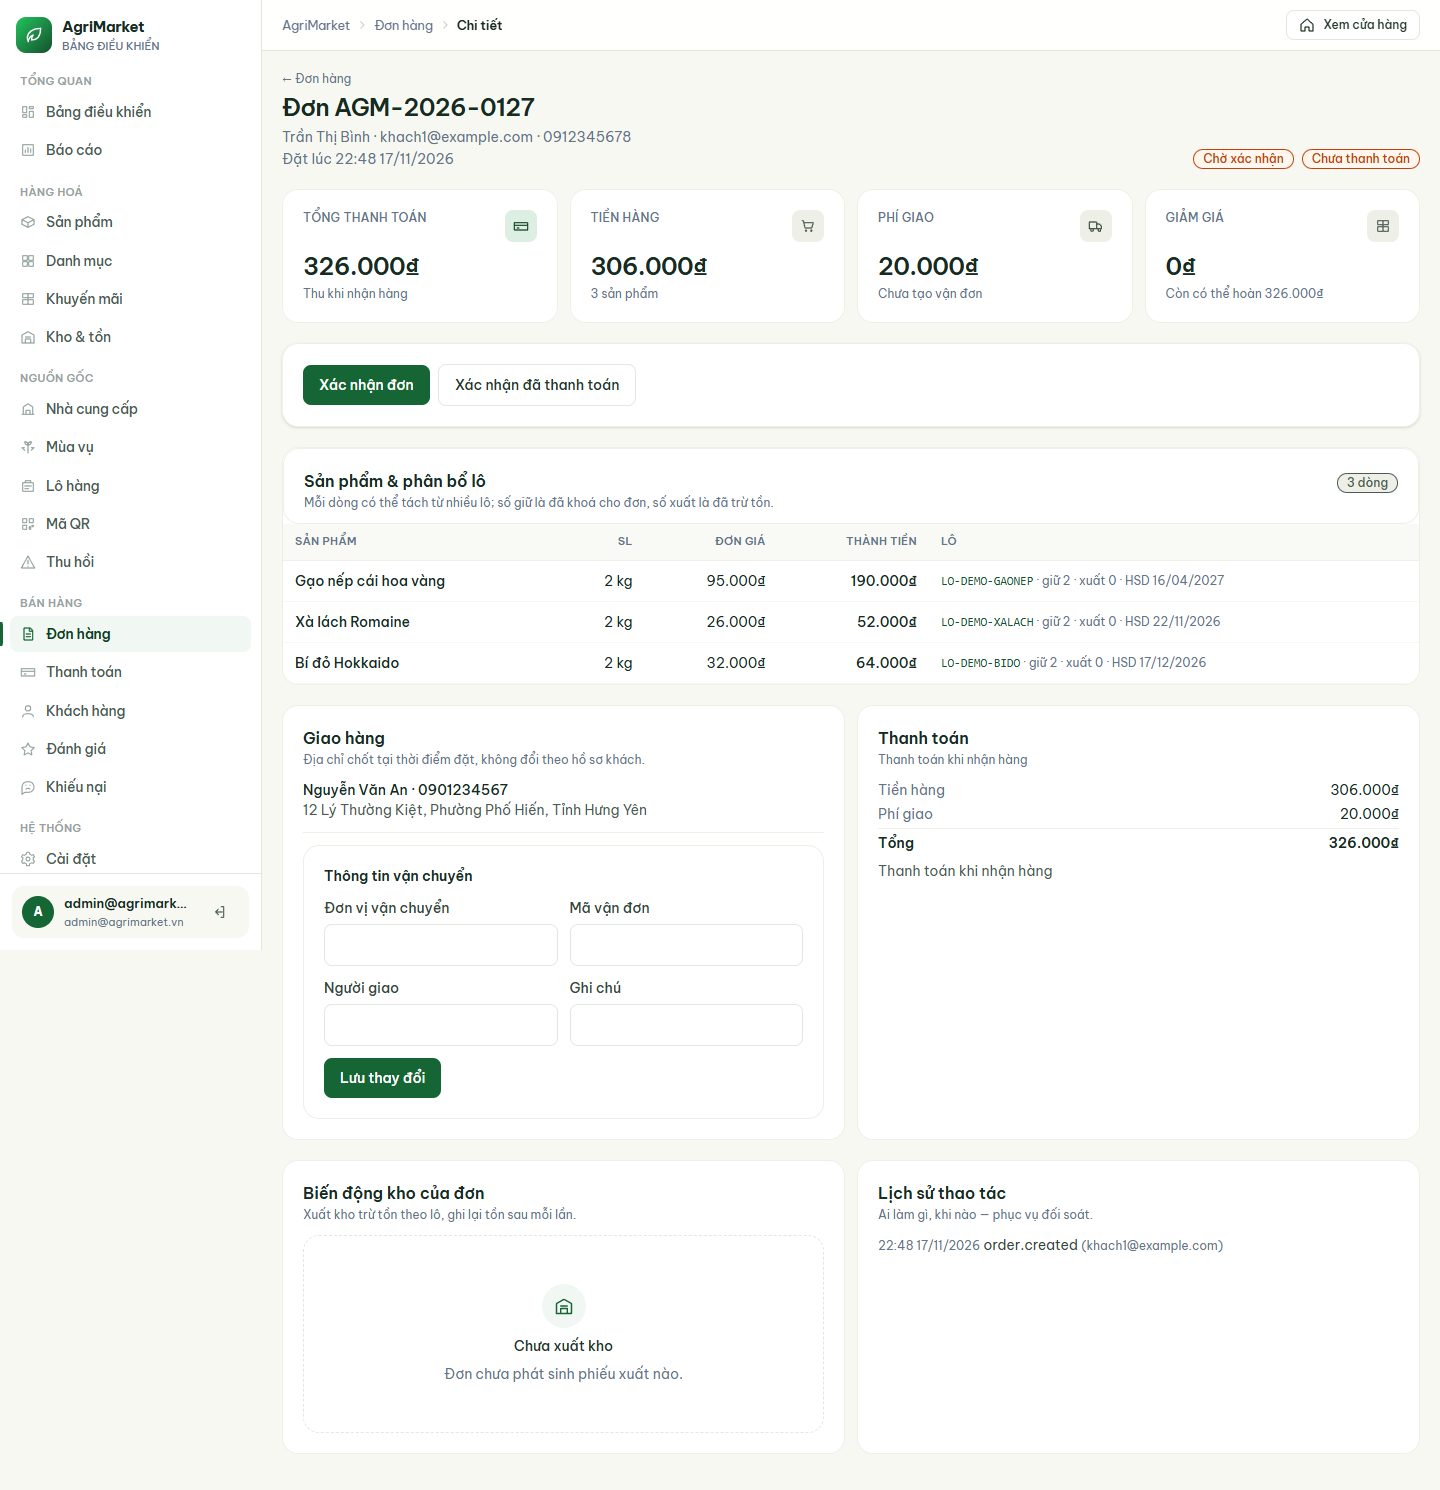 AgriMarket
BẢNG ĐIỀU KHIỂN
TỔNG QUAN
Bảng điều khiển
Báo cáo
HÀNG HOÁ
Sản phẩm
Danh mục
Khuyến mãi
Kho & tồn
NGUỒN GỐC
Nhà cung cấp
Mùa vụ
Lô hàng
Mã QR
Thu hồi
BÁN HÀNG
Đơn hàng
Thanh toán
Khách hàng
Đánh giá
Khiếu nại
HỆ THỐNG
Cài đặt
A
admin@agrimark...
admin@agrimarket.vn
AgriMarket > Đơn hàng > Chi tiết
Xem cửa hàng
← Đơn hàng
Đơn AGM-2026-0127
Trần Thị Bình · khach1@example.com · 0912345678
Đặt lúc 22:48 17/11/2026
Chờ xác nhận
Chưa thanh toán
TỔNG THANH TOÁN
326.000₫
Thu khi nhận hàng
TIỀN HÀNG
306.000₫
3 sản phẩm
PHÍ GIAO
20.000₫
Chưa tạo vận đơn
GIẢM GIÁ
0₫
Còn có thể hoàn 326.000₫
Xác nhận đơn
Xác nhận đã thanh toán
Sản phẩm & phân bổ lô
Mỗi dòng có thể tách từ nhiều lô; số giữ là đã khoá cho đơn, số xuất là đã trừ tồn.
3 dòng
SẢN PHẨM SL ĐƠN GIÁ THÀNH TIỀN LÔ
Gạo nếp cái hoa vàng 2 kg 95.000₫ 190.000₫ LO-DEMO-GAONEP · giữ 2 · xuất 0 · HSD 16/04/2027
Xà lách Romaine 2 kg 26.000₫ 52.000₫ LO-DEMO-XALACH · giữ 2 · xuất 0 · HSD 22/11/2026
Bí đỏ Hokkaido 2 kg 32.000₫ 64.000₫ LO-DEMO-BIDO · giữ 2 · xuất 0 · HSD 17/12/2026
Giao hàng
Địa chỉ chốt tại thời điểm đặt, không đổi theo hồ sơ khách.
Nguyễn Văn An · 0901234567
12 Lý Thường Kiệt, Phường Phố Hiến, Tỉnh Hưng Yên
Thông tin vận chuyển
Đơn vị vận chuyển
Mã vận đơn
Người giao
Ghi chú
Lưu thay đổi
Thanh toán
Thanh toán khi nhận hàng
Tiền hàng 306.000₫
Phí giao 20.000₫
Tổng 326.000₫
Thanh toán khi nhận hàng
Biến động kho của đơn
Xuất kho trừ tồn theo lô, ghi lại tồn sau mỗi lần.
Chưa xuất kho
Đơn chưa phát sinh phiếu xuất nào.
Lịch sử thao tác
Ai làm gì, khi nào — phục vụ đối soát.
22:48 17/11/2026 order.created (khach1@example.com)